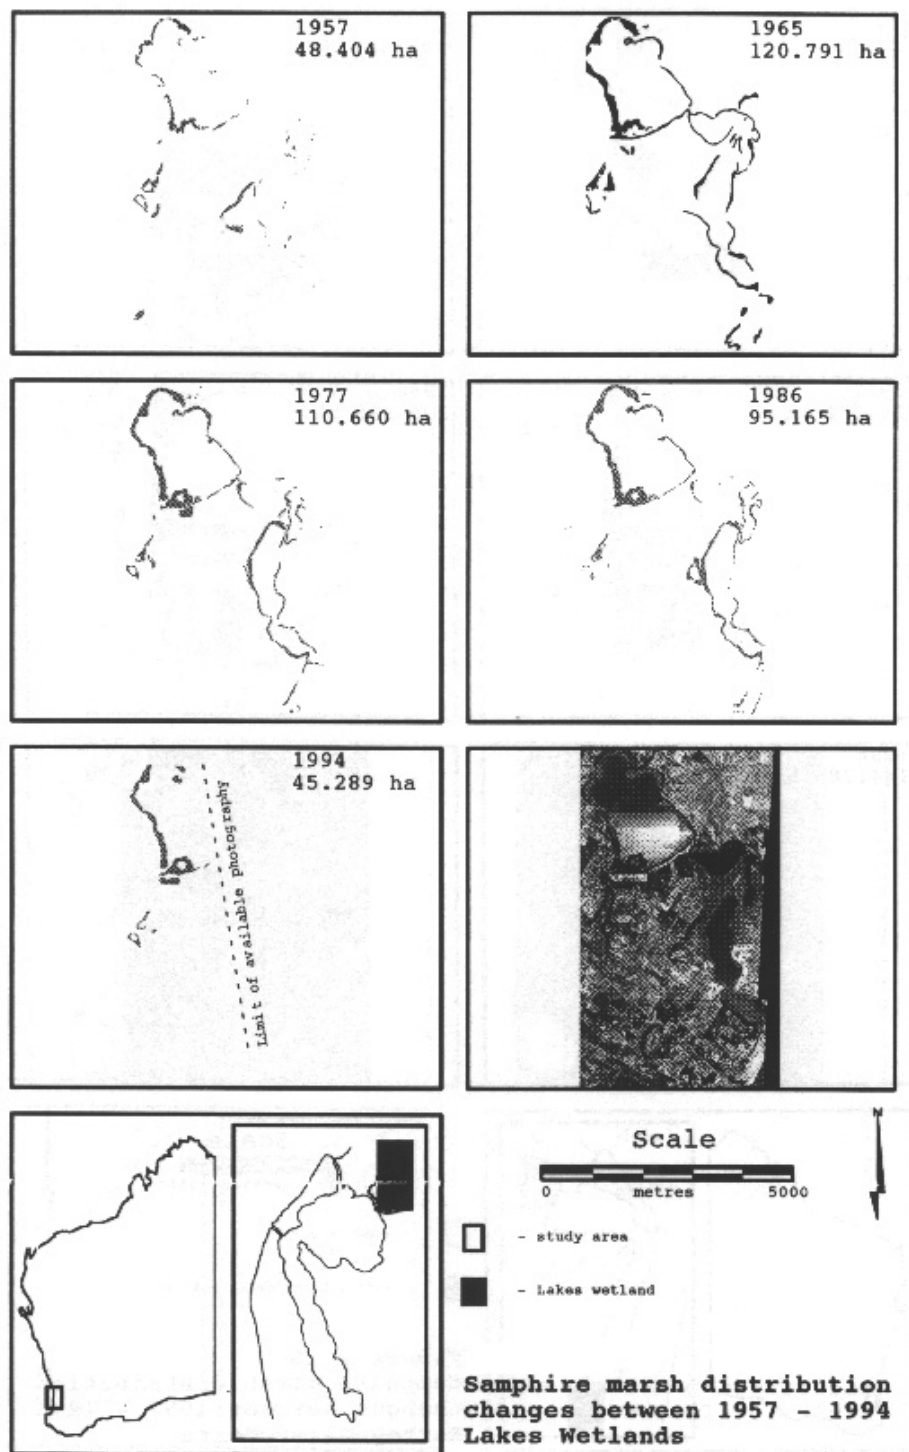 1957
48.404 ha
1965
120.791 ha
1977
110.660 ha
1986
95.165 ha
1994
45.289 ha
Limit of available photography
Scale
0 metres 5000
N
- study area
- Lakes wetland
Samphire marsh distribution
changes between 1957 - 1994
Lakes Wetlands